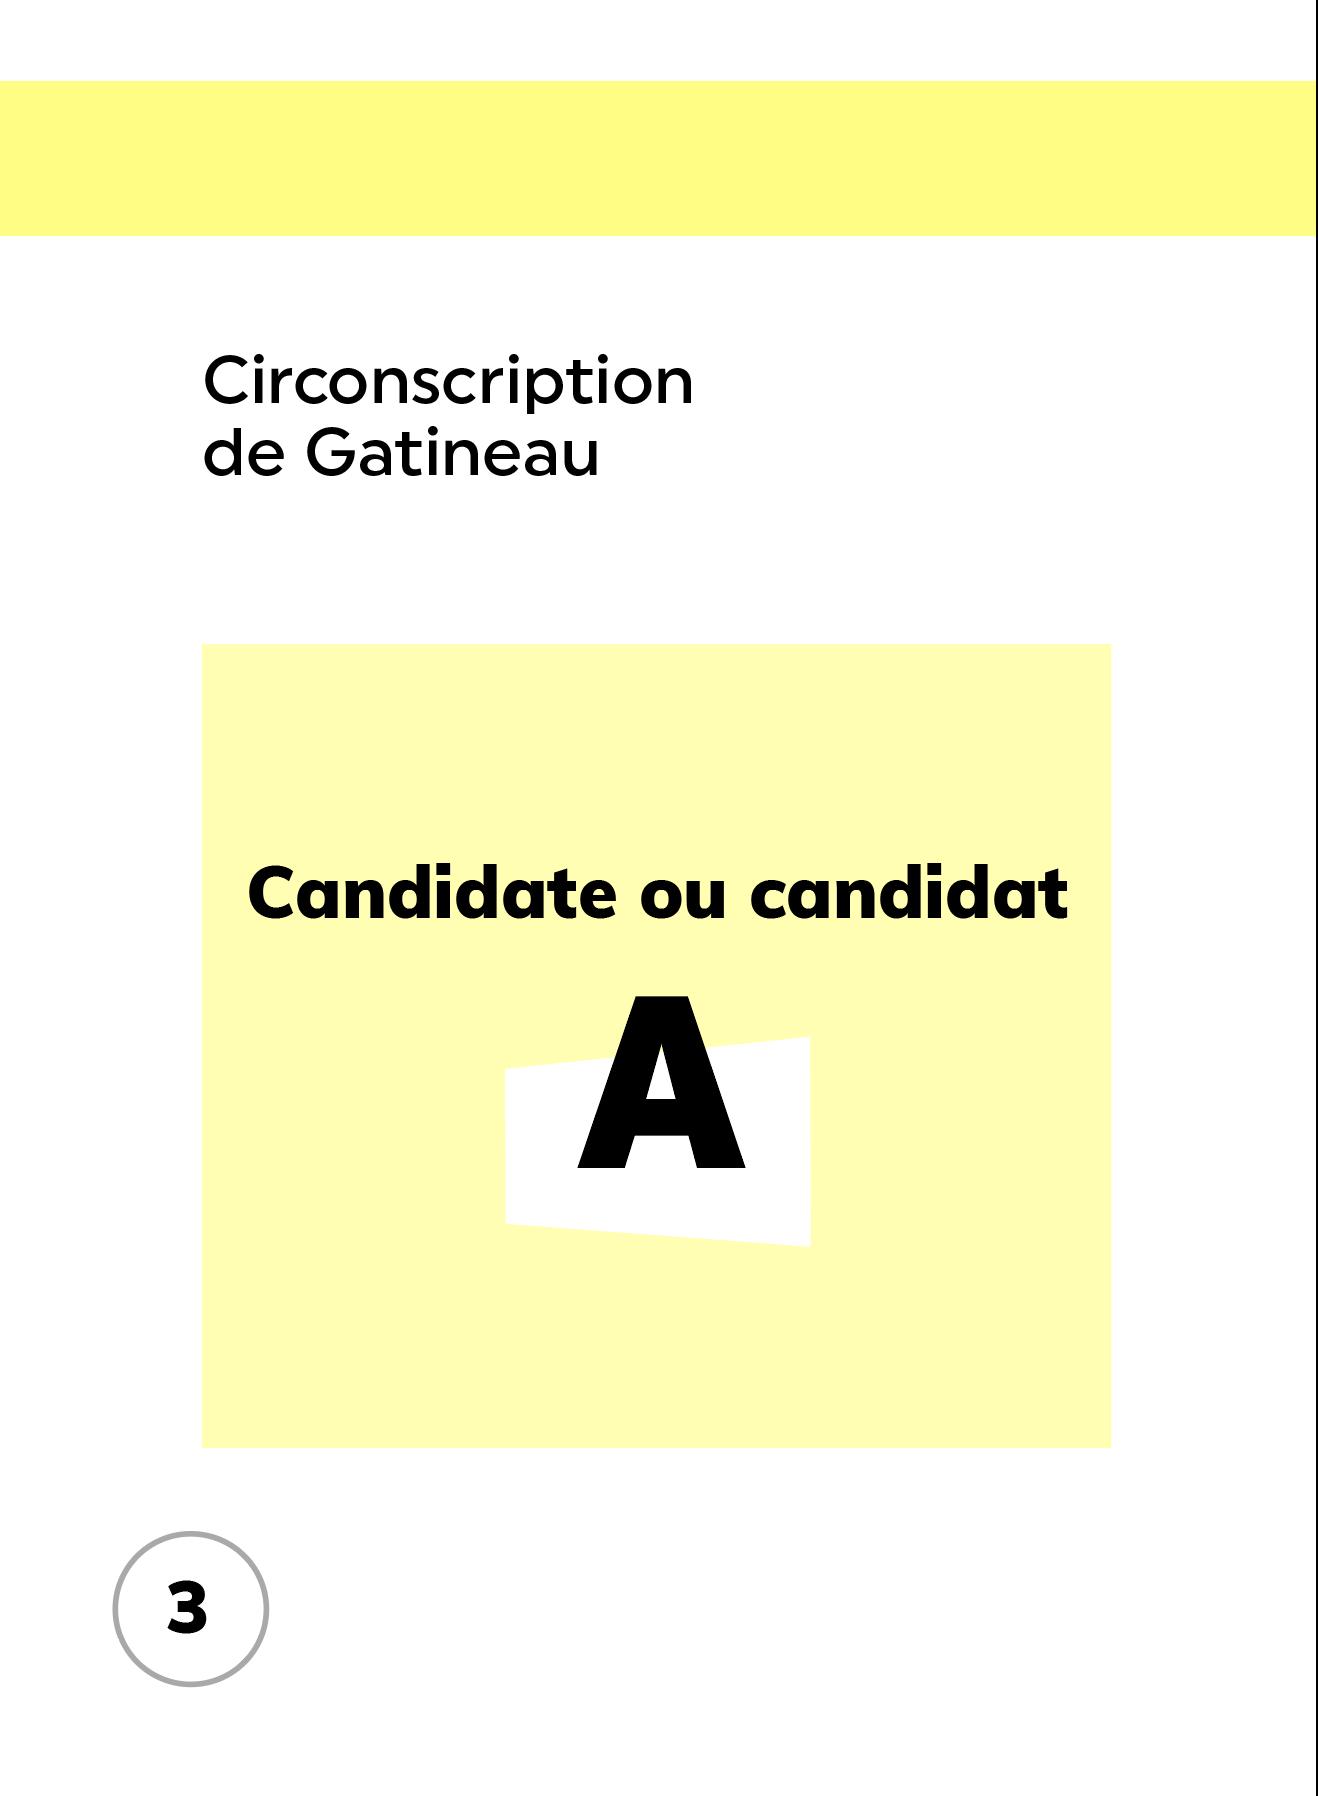 Circonscription
de Gatineau
Candidate ou candidat
A
3